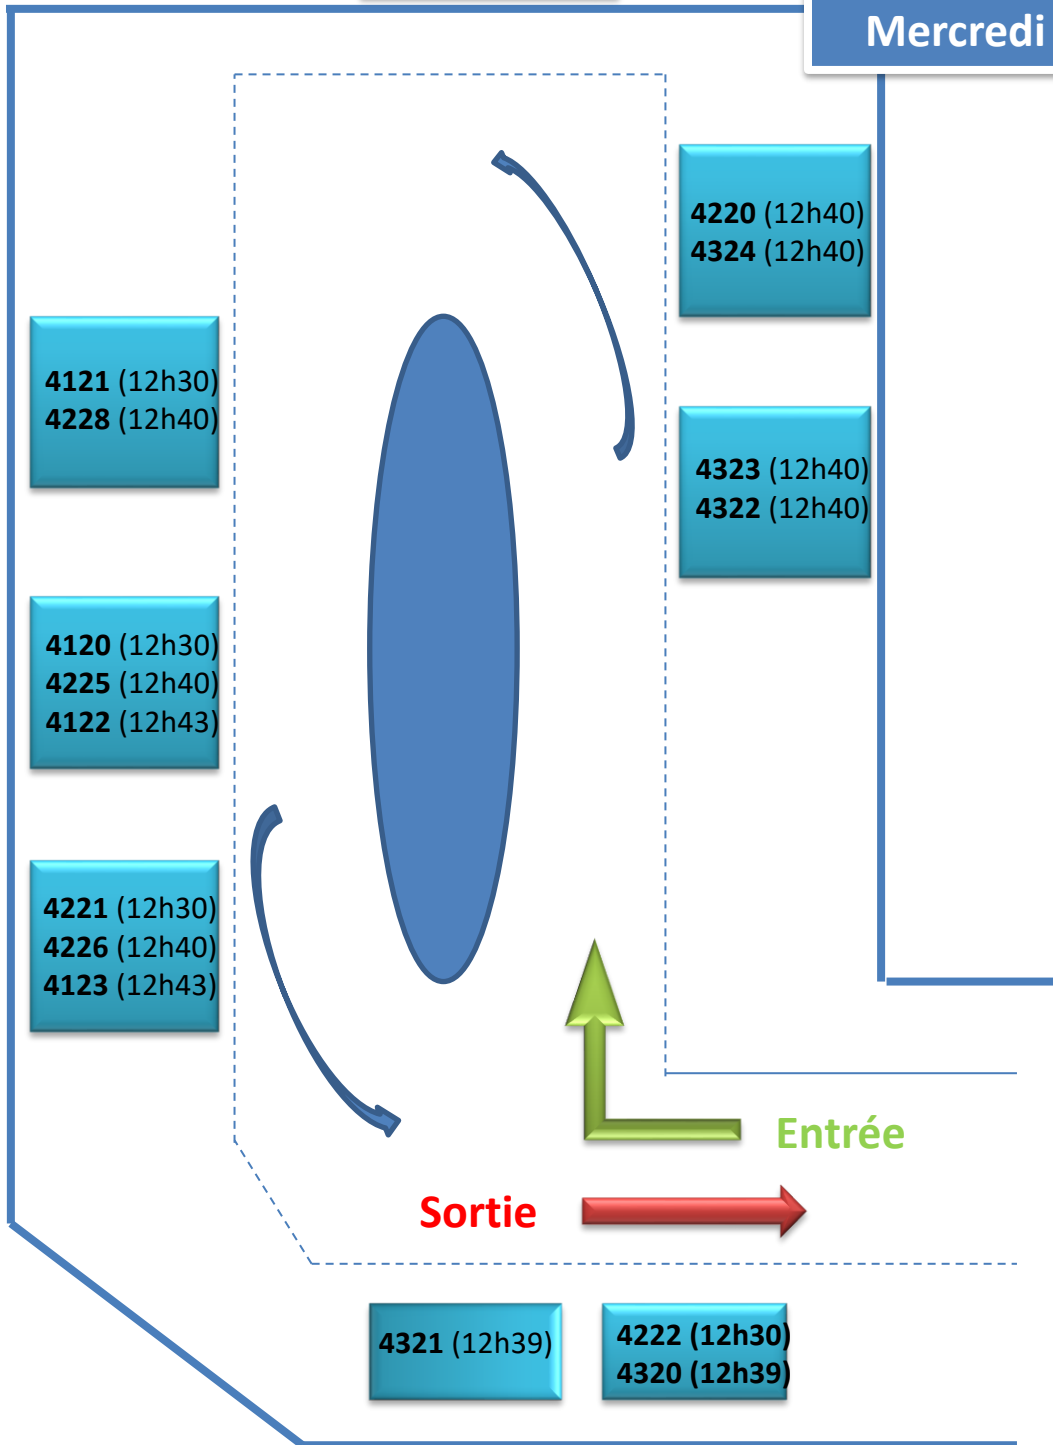 Mercredi
4220 (12h40)
4324 (12h40)
4121 (12h30)
4228 (12h40)
4323 (12h40)
4322 (12h40)
4120 (12h30)
4225 (12h40)
4122 (12h43)
4221 (12h30)
4226 (12h40)
4123 (12h43)
Entrée
Sortie
4321 (12h39)
4222 (12h30)
4320 (12h39)